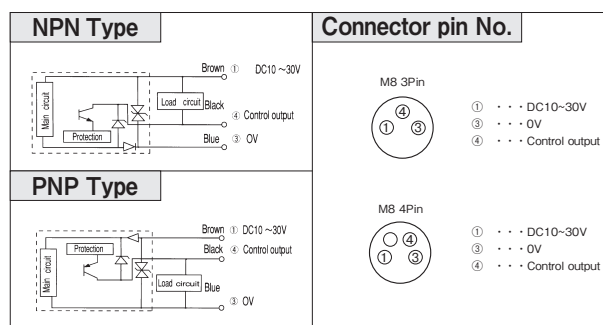 NPN Type
Brown ① DC10 ~30V
Main circuit
Load circuit
Black
④ Control output
Protection
Blue ③ 0V
PNP Type
Brown ① DC10 ~30V
Black ④ Control output
Protection
Main circuit
Load circuit
Blue
③ 0V
Connector pin No.
M8 3Pin
④
① ③
① ・・・DC10~30V
③ ・・・0V
④ ・・・Control output
M8 4Pin
④
① ③
① ・・・DC10~30V
③ ・・・0V
④ ・・・Control output